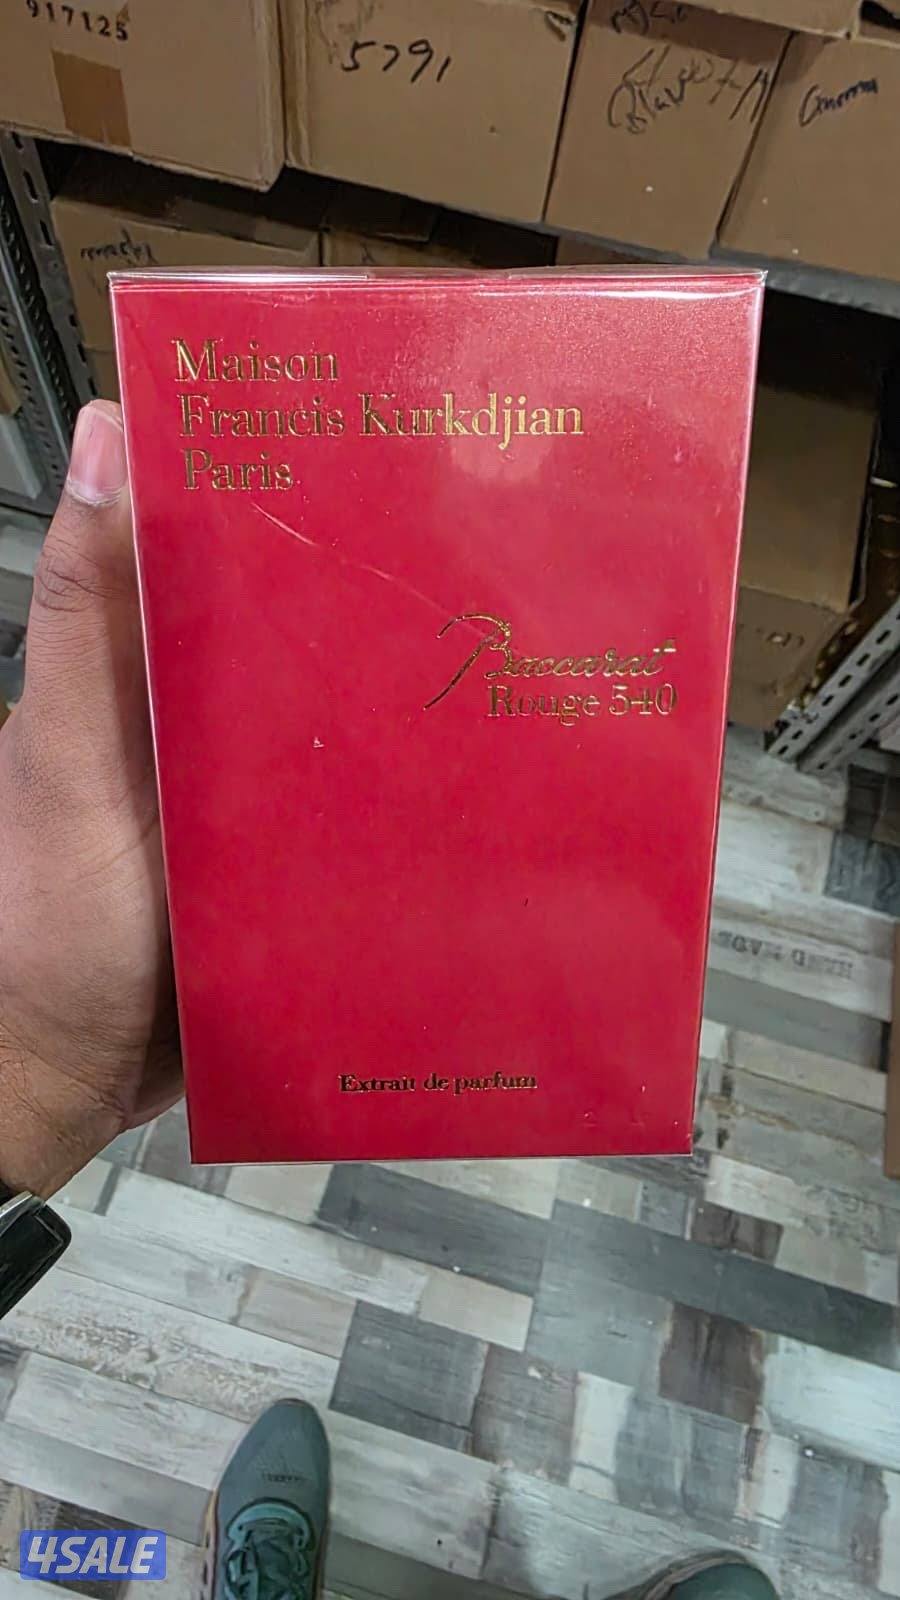 917125
5791
Maison
Francis Kurkdjian
Paris
Baccarat
Rouge 540
Extrait de parfum
4SALE